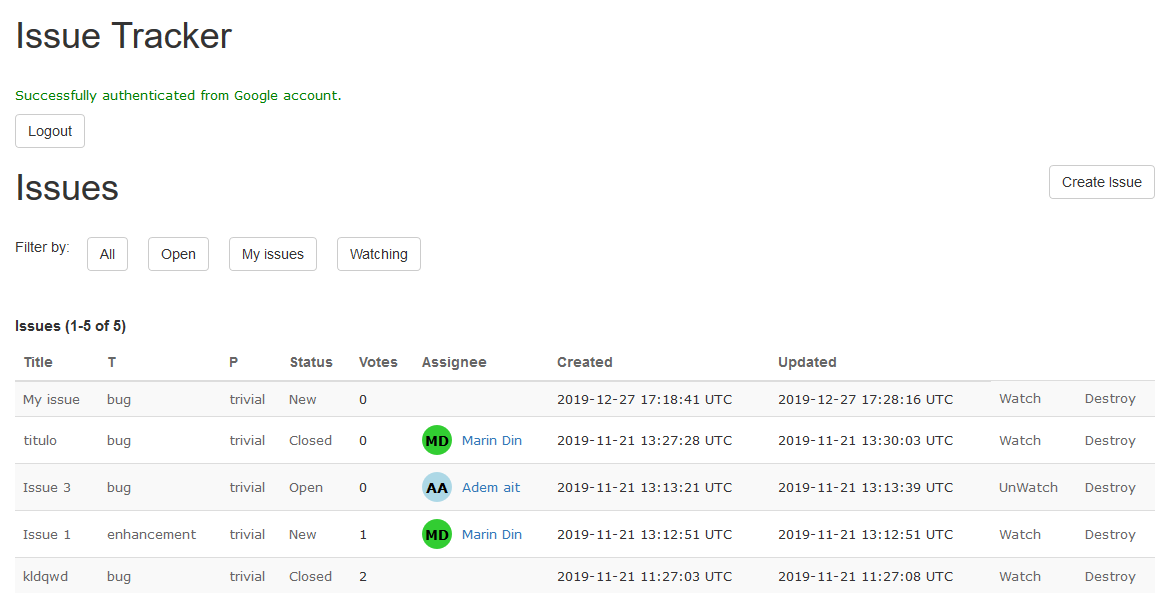 Issue Tracker
Successfully authenticated from Google account.
Logout
Issues
Create Issue
Filter by: All Open My issues Watching
Issues (1-5 of 5)
Title T P Status Votes Assignee Created Updated
My issue bug trivial New 0 2019-12-27 17:18:41 UTC 2019-12-27 17:28:16 UTC Watch Destroy
titulo bug trivial Closed 0 MD Marin Din 2019-11-21 13:27:28 UTC 2019-11-21 13:30:03 UTC Watch Destroy
Issue 3 bug trivial Open 0 AA Adem ait 2019-11-21 13:13:21 UTC 2019-11-21 13:13:39 UTC UnWatch Destroy
Issue 1 enhancement trivial New 1 MD Marin Din 2019-11-21 13:12:51 UTC 2019-11-21 13:12:51 UTC Watch Destroy
kldqwd bug trivial Closed 2 2019-11-21 11:27:03 UTC 2019-11-21 11:27:08 UTC Watch Destroy